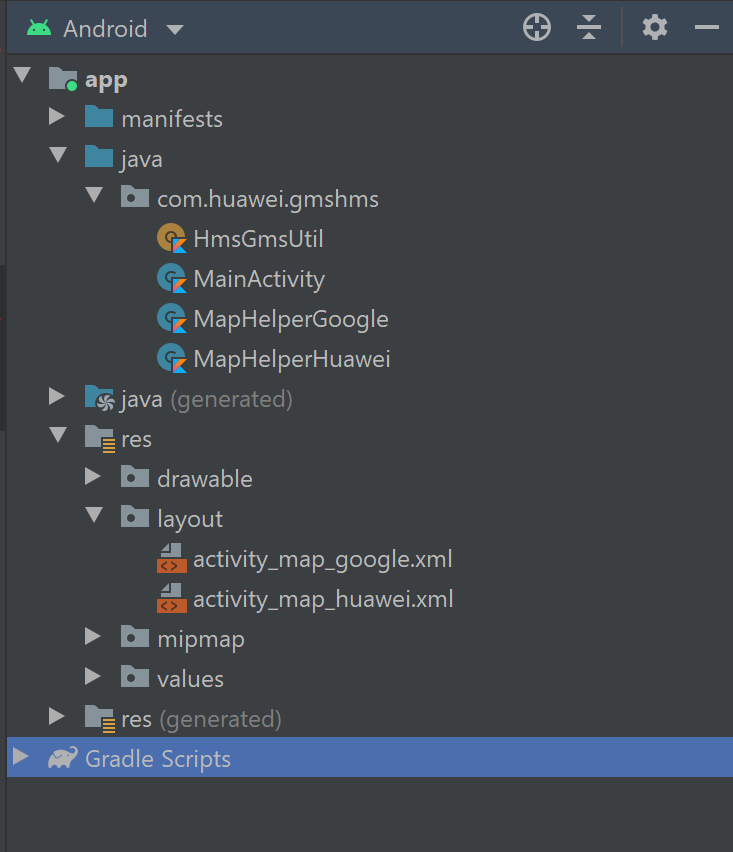 Android
app
manifests
java
com.huawei.gmshms
HmsGmsUtil
MainActivity
MapHelperGoogle
MapHelperHuawei
java (generated)
res
drawable
layout
activity_map_google.xml
activity_map_huawei.xml
mipmap
values
res (generated)
Gradle Scripts